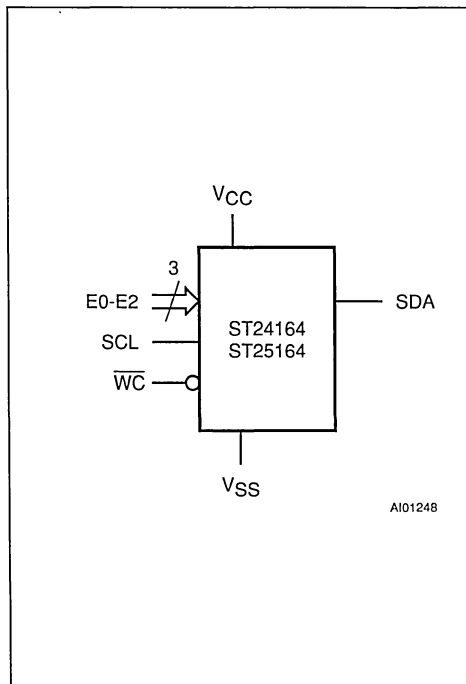 VCC
3
E0-E2
SCL
WC
ST24164
ST25164
SDA
VSS
AI01248